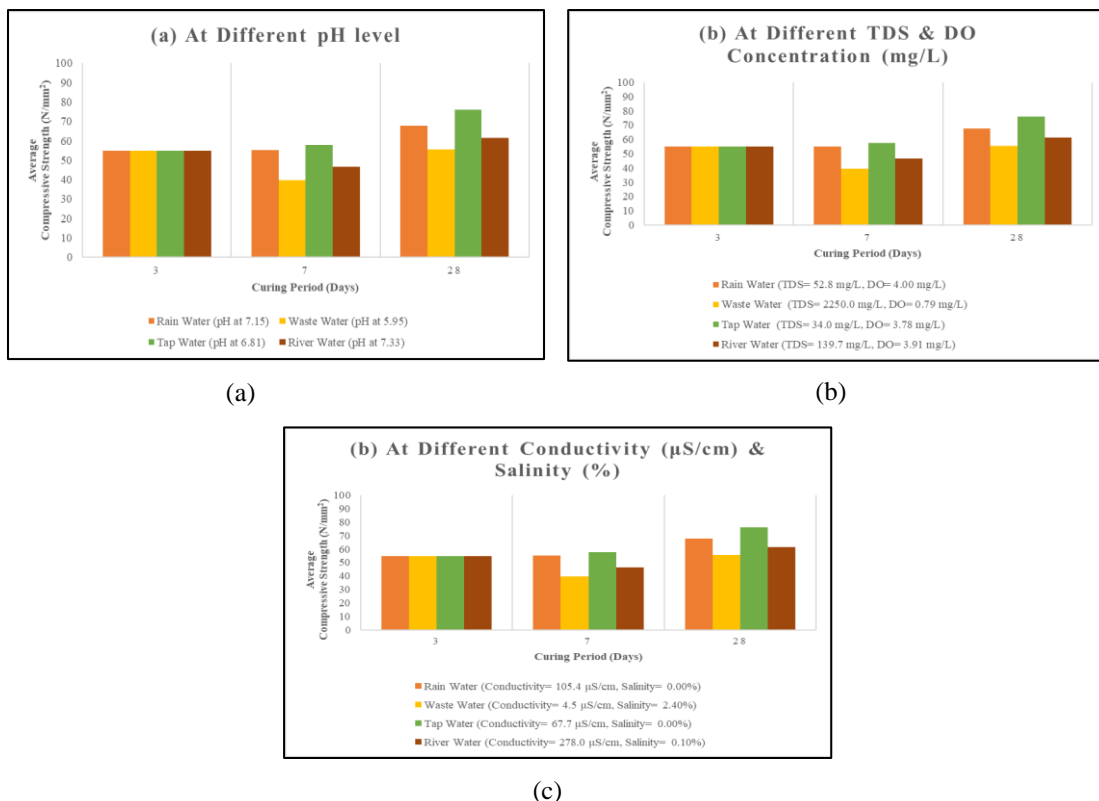 (a) At Different pH level
Average
Compressive Strength (N/mm²)
100
90
80
70
60
50
40
30
20
10
0
3
7
28
Curing Period (Days)
Rain Water (pH at 7.15)
Waste Water (pH at 5.95)
Tap Water (pH at 6.81)
River Water (pH at 7.33)
(a)
(b) At Different TDS & DO
Concentration (mg/L)
Average
Compressive Strength (N/mm²)
100
90
80
70
60
50
40
30
20
10
0
3
7
28
Curing Period (Days)
Rain Water (TDS= 52.8 mg/L, DO= 4.00 mg/L)
Waste Water (TDS= 2250.0 mg/L, DO= 0.79 mg/L)
Tap Water (TDS= 34.0 mg/L, DO= 3.78 mg/L)
River Water (TDS= 139.7 mg/L, DO= 3.91 mg/L)
(b)
(b) At Different Conductivity (µS/cm) &
Salinity (%)
Average
Compressive Strength (N/mm²)
100
90
80
70
60
50
40
30
20
10
0
3
7
28
Curing Period (Days)
Rain Water (Conductivity= 105.4 µS/cm, Salinity= 0.00%)
Waste Water (Conductivity= 4.5 µS/cm, Salinity= 2.40%)
Tap Water (Conductivity= 67.7 µS/cm, Salinity= 0.00%)
River Water (Conductivity= 278.0 µS/cm, Salinity= 0.10%)
(c)